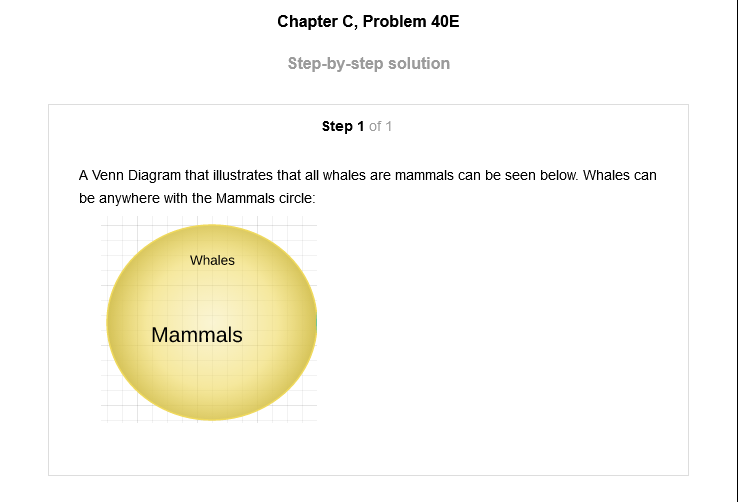 Chapter C, Problem 40E
Step-by-step solution
Step 1 of 1
A Venn Diagram that illustrates that all whales are mammals can be seen below. Whales can
be anywhere with the Mammals circle:
Whales
Mammals